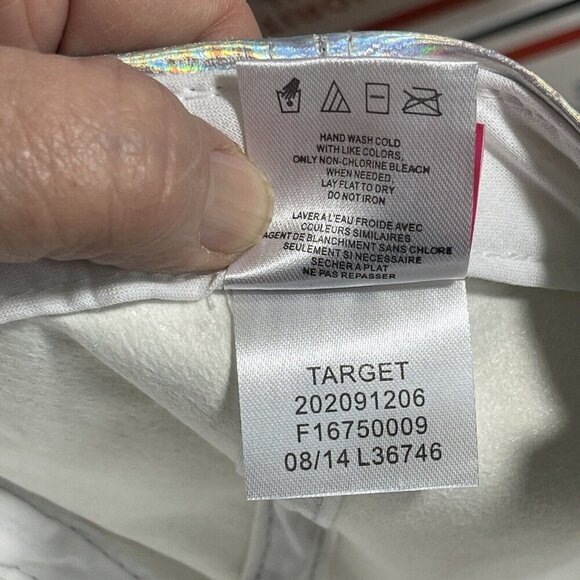 HAND WASH COLD
WITH LIKE COLORS,
ONLY NON-CHLORINE BLEACH
WHEN NEEDED
LAY FLAT TO DRY
DO NOT IRON
LAVER A L'EAU FROIDE AVEC
COULEURS SIMILAIRES
AGENT DE BLANCHIMENT SANS CHLORE
SEULEMENT SI NECESSAIRE
SECHER A PLAT
NE PAS REPASSER
TARGET
202091206
F16750009
08/14 L36746